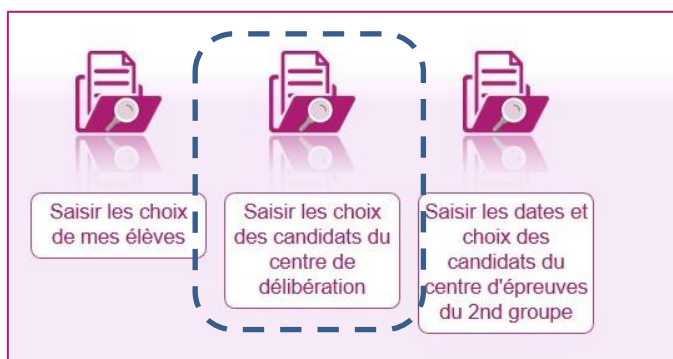 Saisir les choix
de mes élèves
Saisir les choix
des candidats du
centre de
délibération
Saisir les dates et
choix des
candidats du
centre d'épreuves
du 2nd groupe